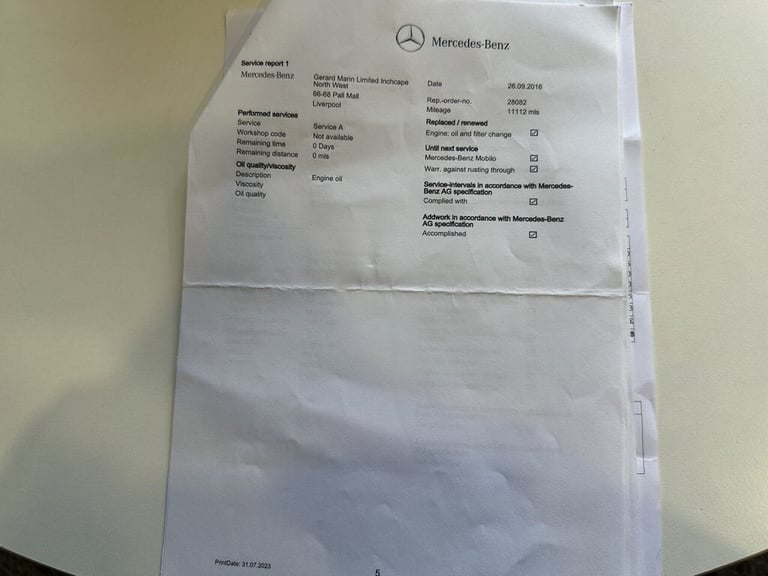 Mercedes-Benz
Service report 1
Mercedes-Benz
Gerard Mann Limited Inchcape
North West
66-68 Pall Mall
Liverpool
Performed services
Service Service A
Workshop code Not available
Remaining time 0 Days
Remaining distance 0 mls
Oil quality/viscosity
Description Engine oil
Viscosity
Oil quality
Date 26.09.2016
Rep.-order-no. 28082
Mileage 11112 mls
Replaced / renewed
Engine: oil and filter change
Until next service
Mercedes-Benz Mobilo
Warr. against rusting through
Service-intervals in accordance with Mercedes-
Benz AG specification
Complied with
Addwork in accordance with Mercedes-Benz
AG specification
Accomplished
PrintDate: 31.07.2023
5